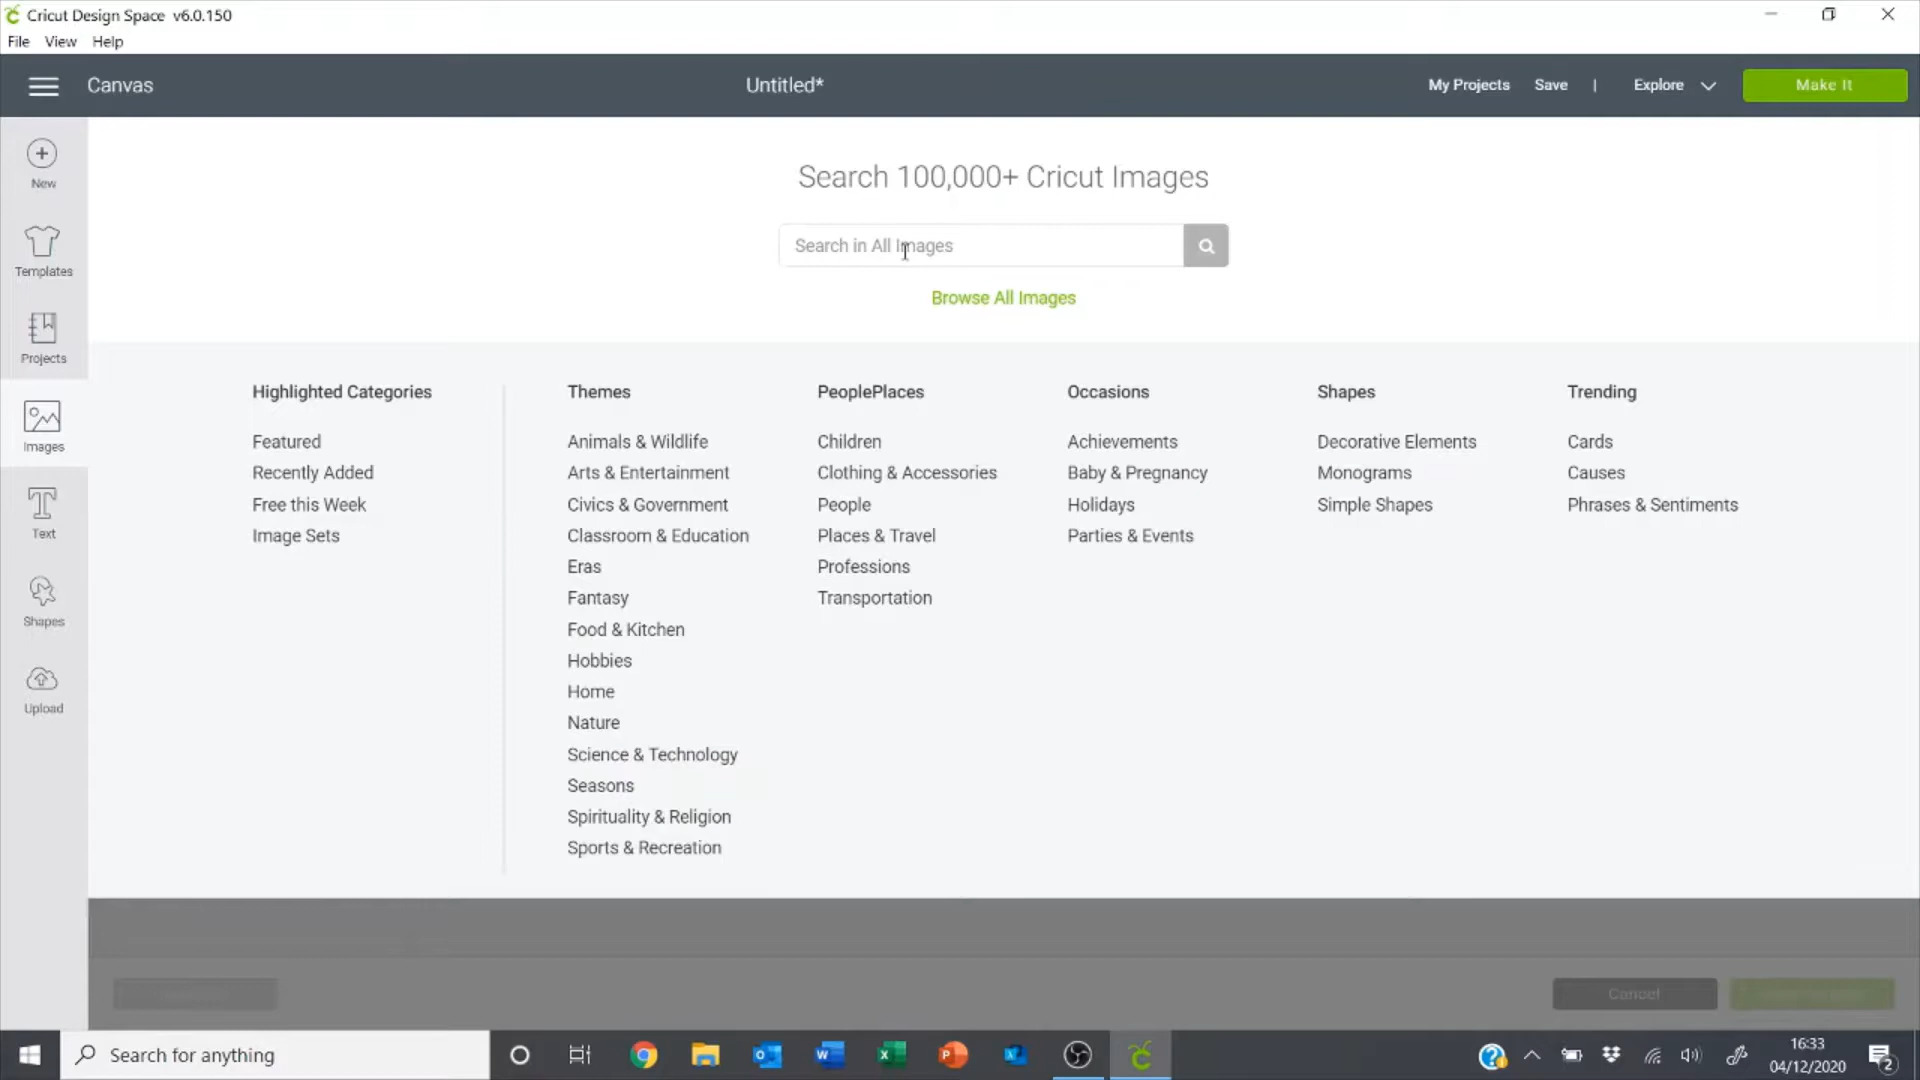 Cricut Design Space v6.0.150
File View Help
Canvas
Untitled*
My Projects Save | Explore
Make It
New
Templates
Projects
Images
Text
Shapes
Upload
Search 100,000+ Cricut Images
Search in All Images
Browse All Images
Highlighted Categories
Featured
Recently Added
Free this Week
Image Sets
Themes
Animals & Wildlife
Arts & Entertainment
Civics & Government
Classroom & Education
Eras
Fantasy
Food & Kitchen
Hobbies
Home
Nature
Science & Technology
Seasons
Spirituality & Religion
Sports & Recreation
PeoplePlaces
Children
Clothing & Accessories
People
Places & Travel
Professions
Transportation
Occasions
Achievements
Baby & Pregnancy
Holidays
Parties & Events
Shapes
Decorative Elements
Monograms
Simple Shapes
Trending
Cards
Causes
Phrases & Sentiments
Cancel
Search for anything
16:33
04/12/2020
2